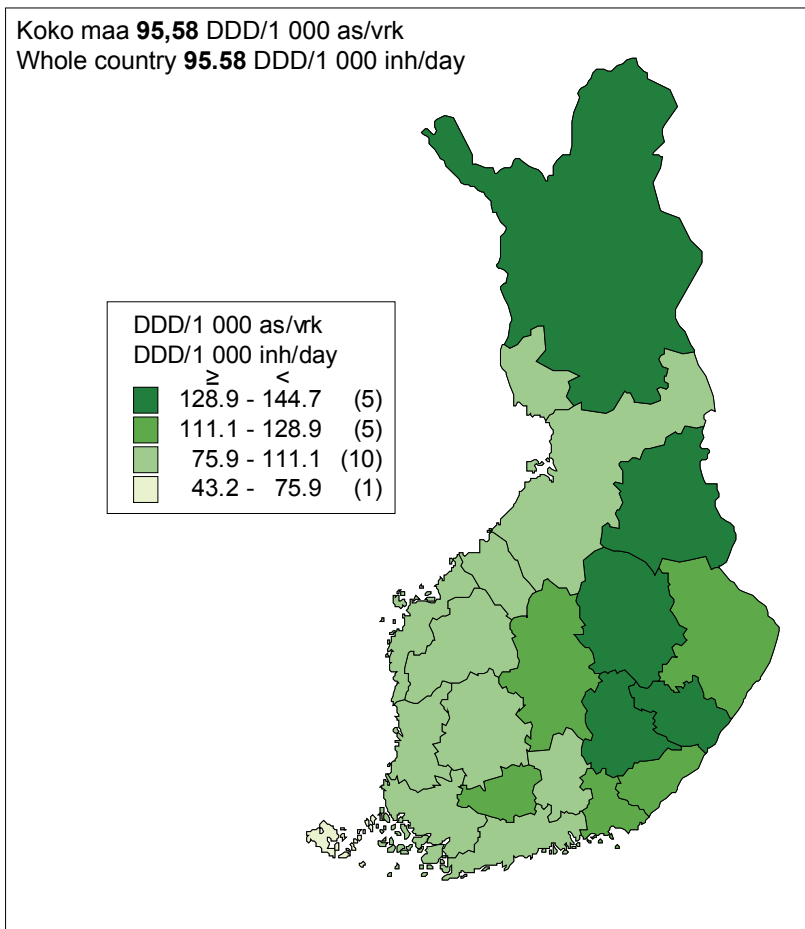 Koko maa 95,58 DDD/1 000 as/vrk
Whole country 95.58 DDD/1 000 inh/day
DDD/1 000 as/vrk
DDD/1 000 inh/day
≥ <
128.9 - 144.7 (5)
111.1 - 128.9 (5)
75.9 - 111.1 (10)
43.2 - 75.9 (1)